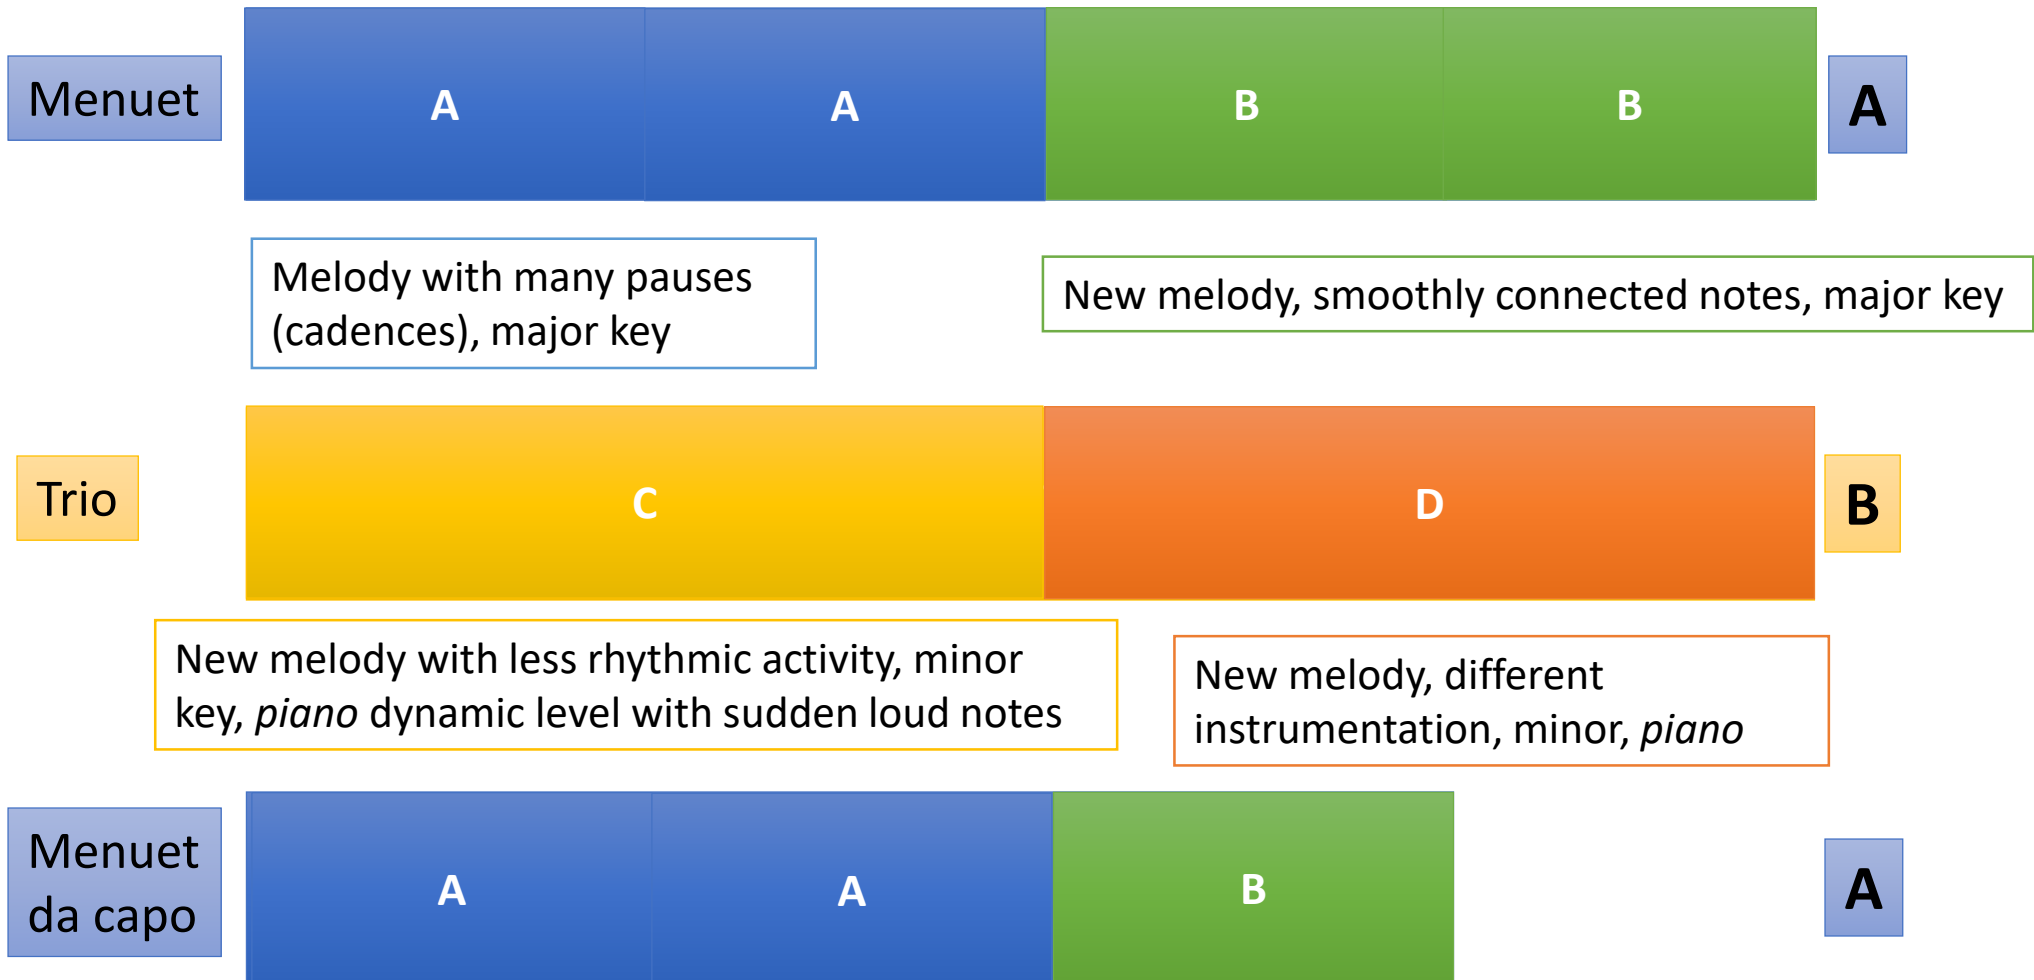 Menuet
A
A
B
B
A
Melody with many pauses
(cadences), major key
New melody, smoothly connected notes, major key
Trio
C
D
B
New melody with less rhythmic activity, minor
key, piano dynamic level with sudden loud notes
New melody, different
instrumentation, minor, piano
Menuet
da capo
A
A
B
A